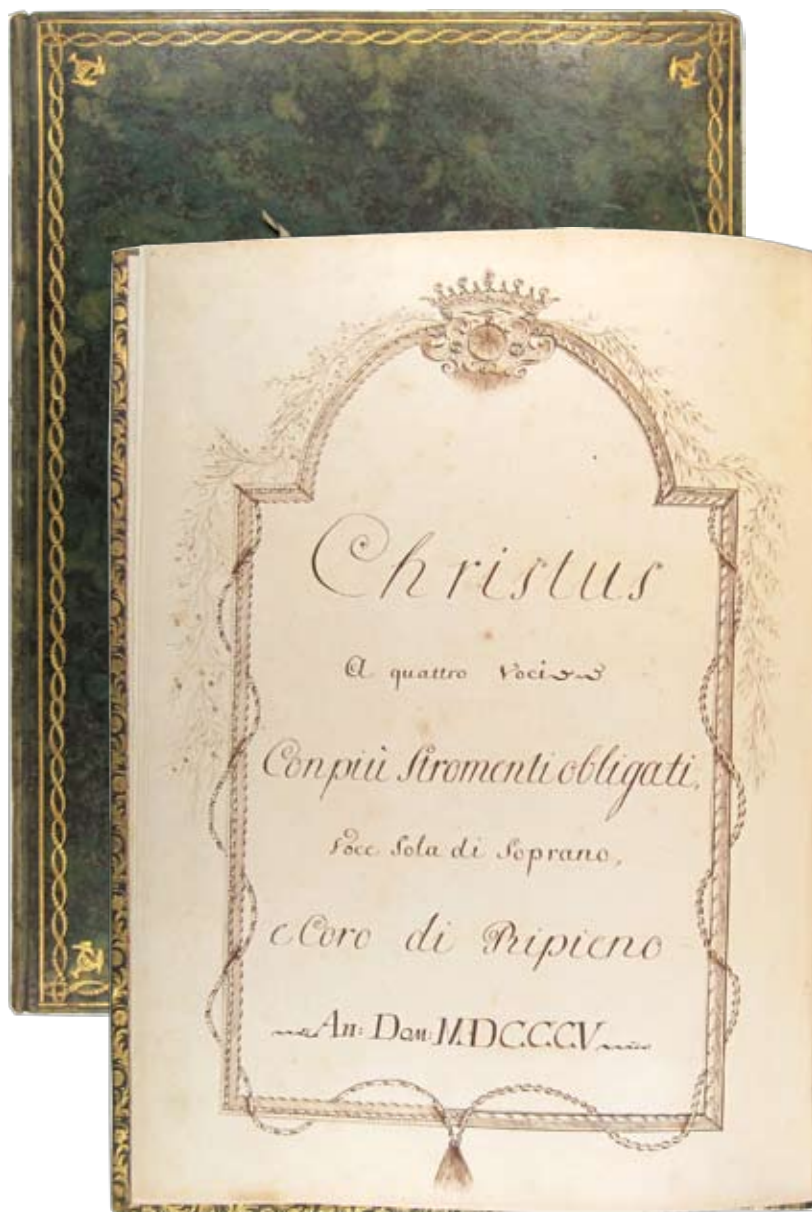 Christus
A quattro Voci
Con più Stromenti obligati,
Voce Sola di Soprano,
e Coro di Ripieno
An: Dom: MDCCCV